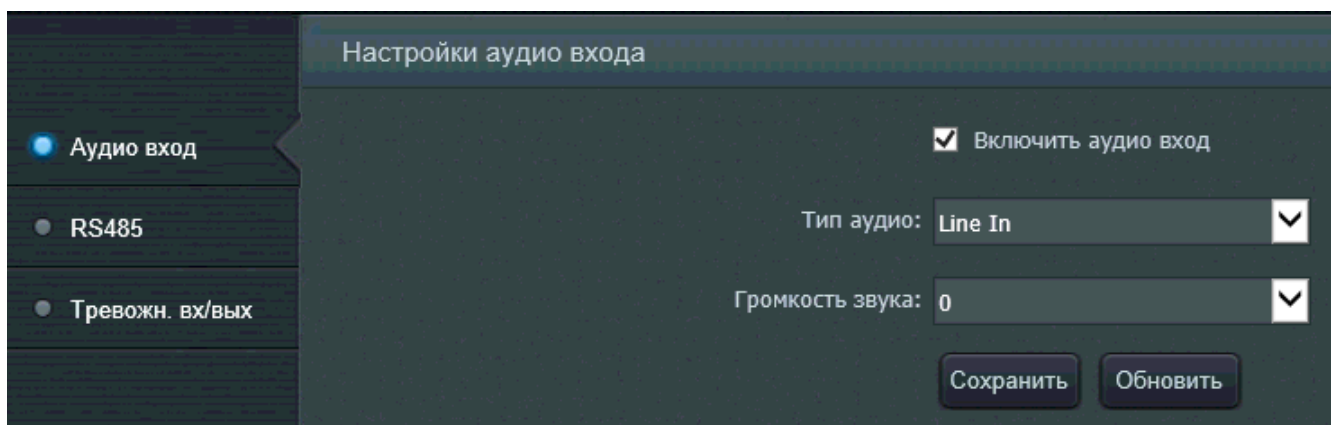 Настройки аудио входа
Аудио вход
Включить аудио вход
RS485
Тип аудио: Line In
Тревожн. вх/вых
Громкость звука: 0
Сохранить Обновить